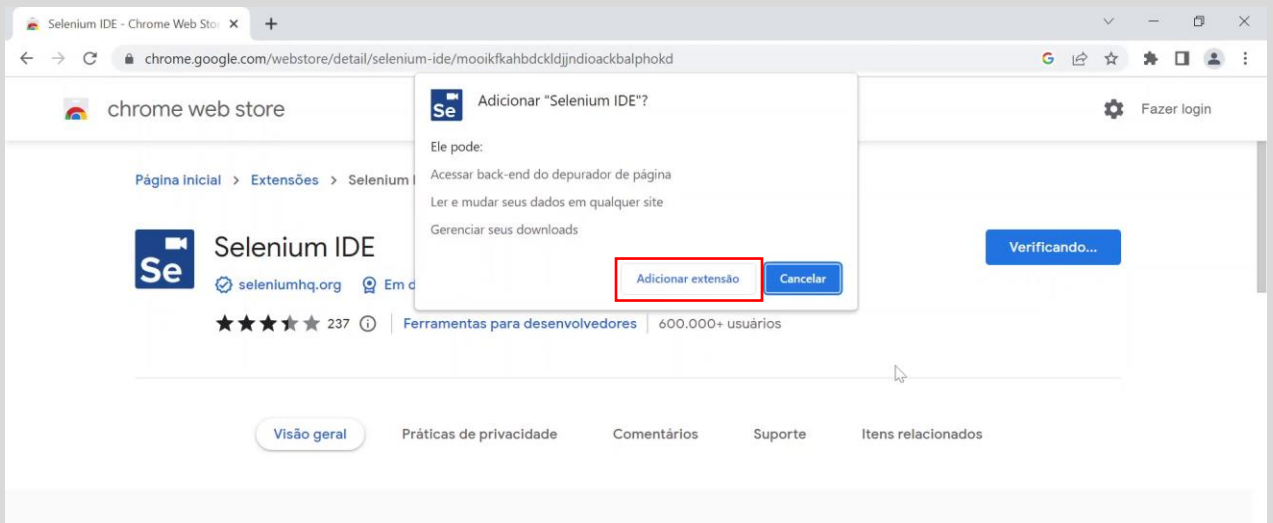 Selenium IDE - Chrome Web Sto
chrome.google.com/webstore/detail/selenium-ide/mooikfkahbdckldjjndioackbalphokd
chrome web store
Fazer login
Se
Adicionar "Selenium IDE"?
Ele pode:
Acessar back-end do depurador de página
Ler e mudar seus dados em qualquer site
Gerenciar seus downloads
Adicionar extensão
Cancelar
Página inicial > Extensões > Selenium I
Se
Selenium IDE
Verificando...
seleniumhq.org
Em d
237
Ferramentas para desenvolvedores
600.000+ usuários
Visão geral
Práticas de privacidade
Comentários
Suporte
Itens relacionados